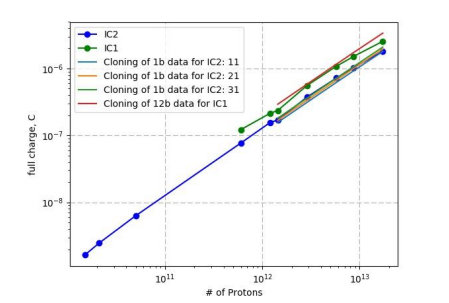 IC2
IC1
Cloning of 1b data for IC2: 11
Cloning of 1b data for IC2: 21
Cloning of 1b data for IC2: 31
Cloning of 12b data for IC1
10⁻⁶
10⁻⁷
10⁻⁸
full charge, C
10¹¹ 10¹² 10¹³
# of Protons